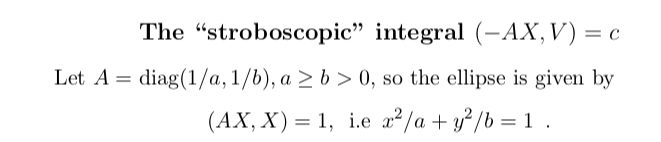 The “stroboscopic” integral (−AX, V) = c
Let A = diag(1/a, 1/b), a ≥ b > 0, so the ellipse is given by
(AX, X) = 1, i.e x²/a + y²/b = 1 .